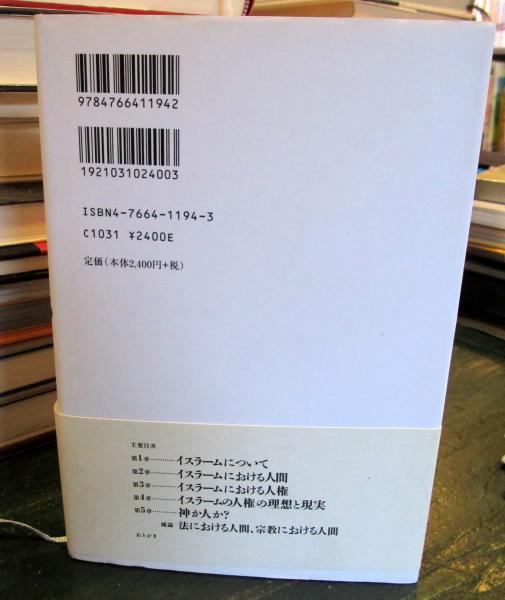 9784766411942
1921031024003
ISBN4-7664-1194-3
C1031 ¥2400E
定価(本体2,400円+税)
主要目次
第1章…………イスラームについて
第2章…………イスラームにおける人間
第3章…………イスラームにおける人権
第4章…………イスラームの人権の理想と現実
第5章…………神か人か?
補論 法における人間、宗教における人間
あとがき